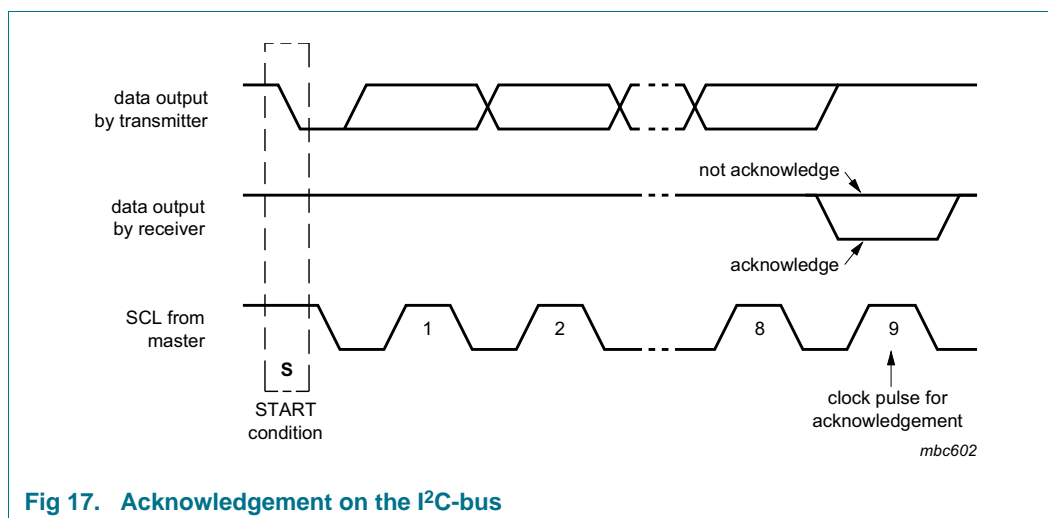 data output
by transmitter
not acknowledge
data output
by receiver
acknowledge
SCL from
master
1
2
8
9
S
START
condition
clock pulse for
acknowledgement
mbc602
Fig 17. Acknowledgement on the I²C-bus